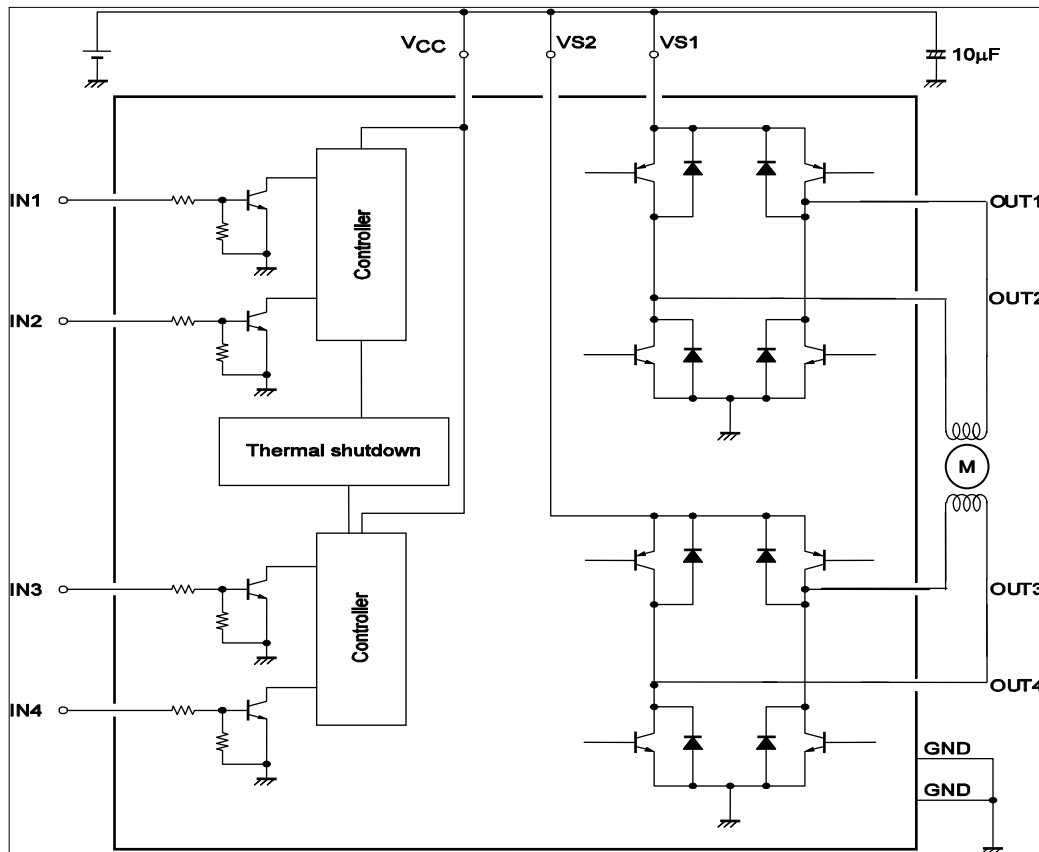 VCC
VS2
VS1
10μF
IN1
Controller
OUT1
OUT2
IN2
Thermal shutdown
M
IN3
Controller
OUT3
IN4
OUT4
GND
GND